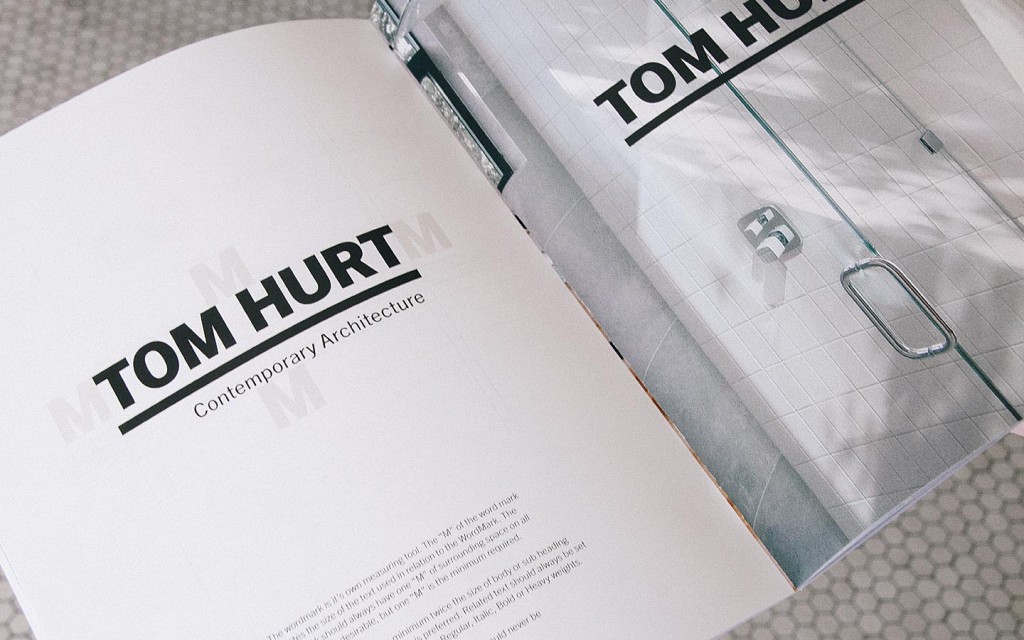 TOM HURT
Contemporary Architecture
M
M
M
M
The wordmark is it's own measuring tool. The "M" of the word mark
the size of the text used in relation to the WordMark. The
should always have one "M" of surrounding space on all
desirable, but one "M" is the minimum required.
minimum twice the size of body or sub heading
is preferred. Related text should always be set
Regular, Italic, Bold or Heavy weights.
should never be
TOM